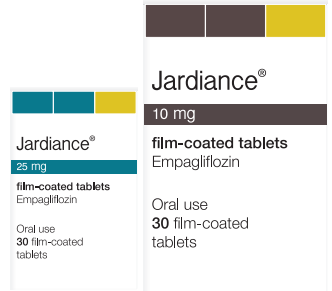 Jardiance®
25 mg
film-coated tablets
Empagliflozin
Oral use
30 film-coated
tablets
Jardiance®
10 mg
film-coated tablets
Empagliflozin
Oral use
30 film-coated
tablets